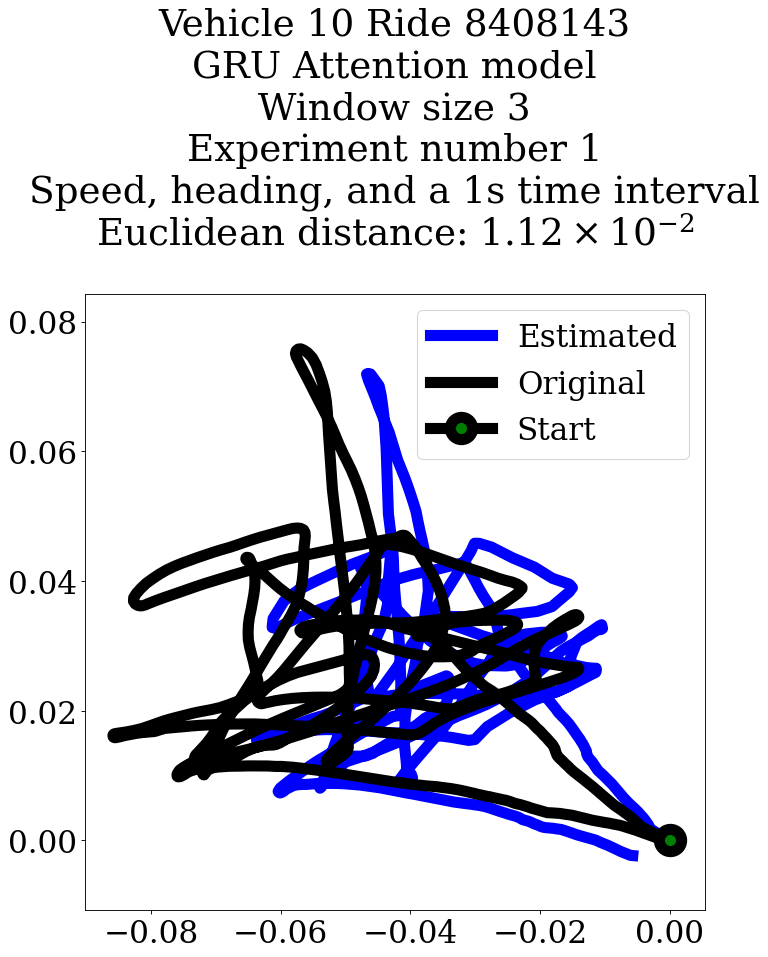 Vehicle 10 Ride 8408143
GRU Attention model
Window size 3
Experiment number 1
Speed, heading, and a 1s time interval
Euclidean distance: 1.12 × 10⁻²
Estimated
Original
Start
0.08
0.06
0.04
0.02
0.00
−0.08 −0.06 −0.04 −0.02 0.00